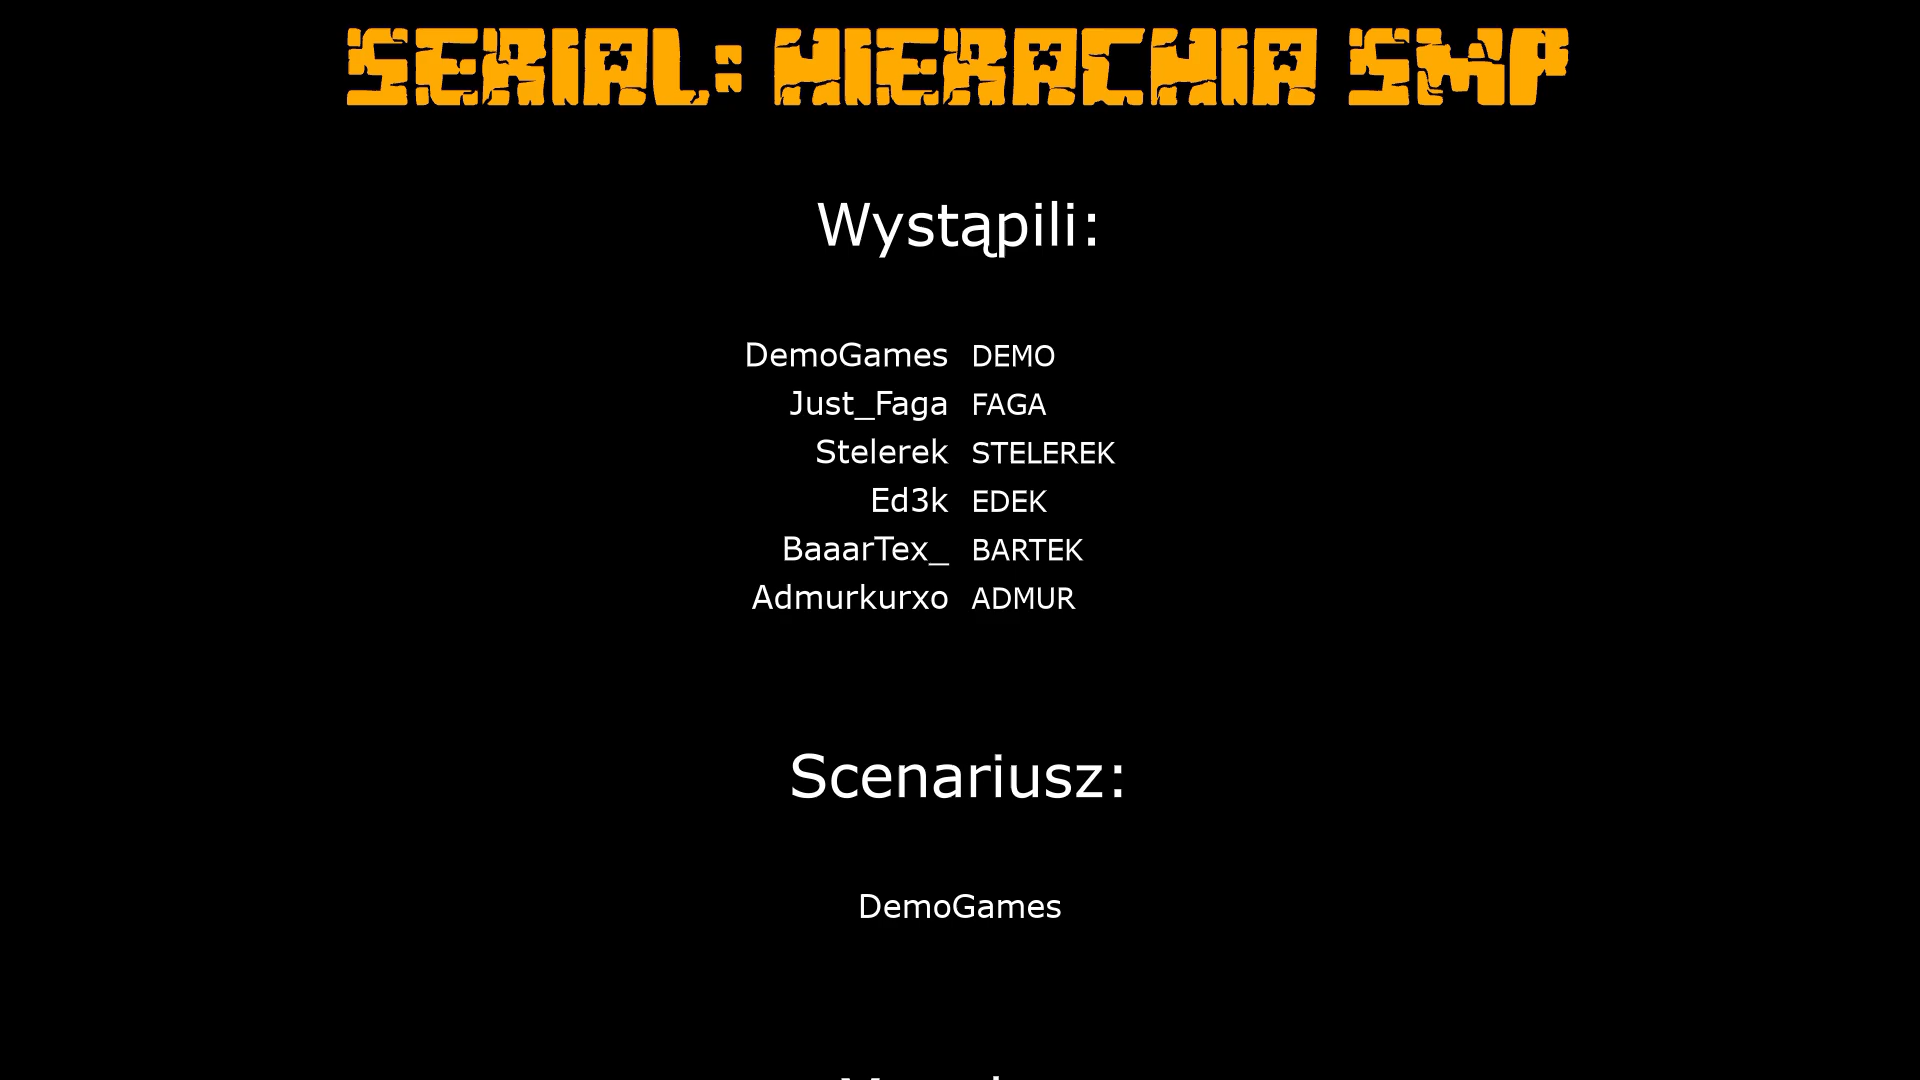 SERIAL: HIERACHIA SMP
Wystąpili:
DemoGames DEMO
Just_Faga FAGA
Stelerek STELEREK
Ed3k EDEK
BaaarTex_ BARTEK
Admurkurxo ADMUR
Scenariusz:
DemoGames